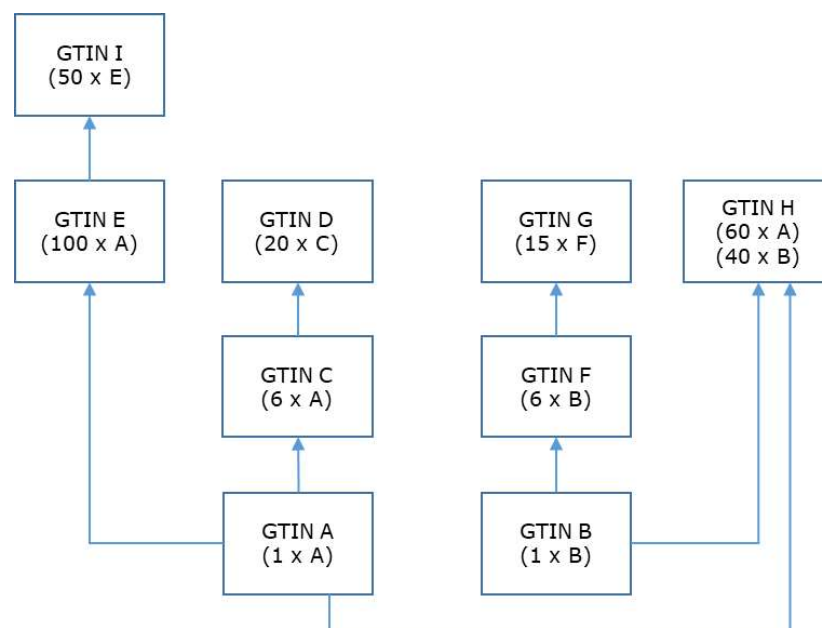 GTIN I
(50 x E)
GTIN E
(100 x A)
GTIN D
(20 x C)
GTIN G
(15 x F)
GTIN H
(60 x A)
(40 x B)
GTIN C
(6 x A)
GTIN F
(6 x B)
GTIN A
(1 x A)
GTIN B
(1 x B)